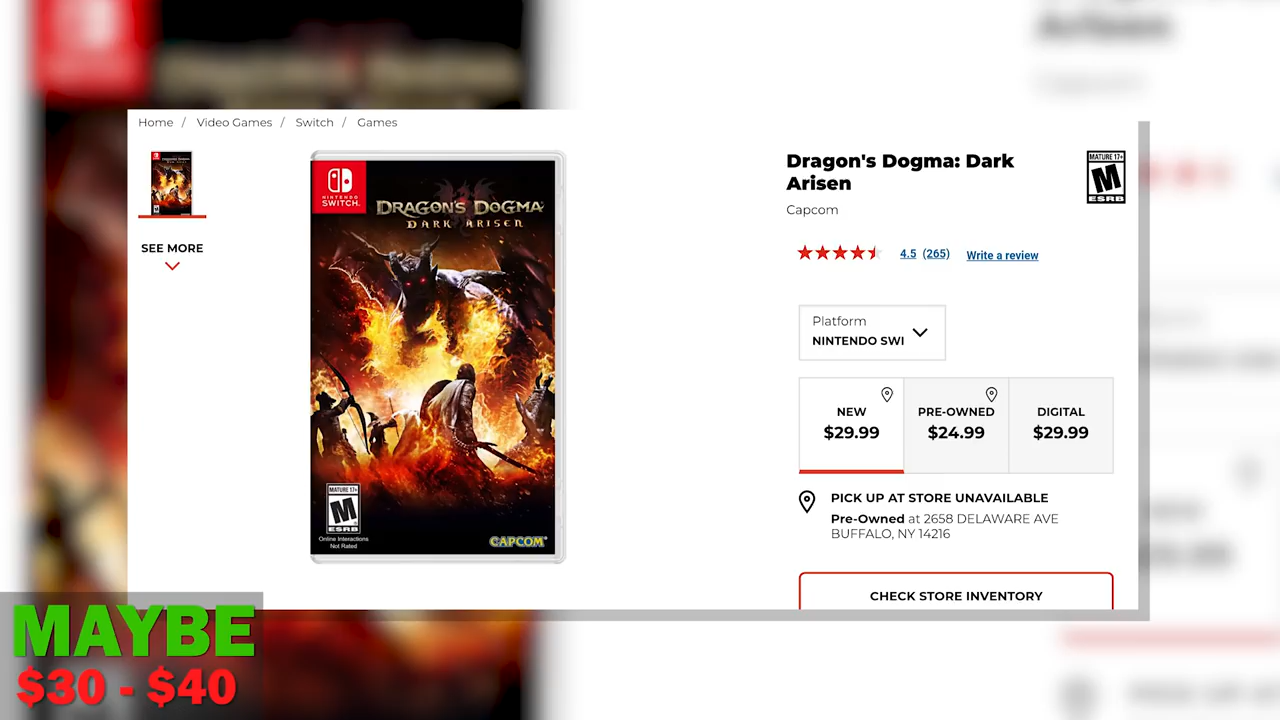 Home / Video Games / Switch / Games
SEE MORE
NINTENDO
SWITCH
DRAGON'S DOGMA
DARK ARISEN
MATURE 17+
M
ESRB
Online Interactions
Not Rated
CAPCOM
Dragon's Dogma: Dark
Arisen
Capcom
MATURE 17+
M
ESRB
4.5 (265) Write a review
Platform
NINTENDO SWI
NEW
$29.99
PRE-OWNED
$24.99
DIGITAL
$29.99
PICK UP AT STORE UNAVAILABLE
Pre-Owned at 2658 DELAWARE AVE
BUFFALO, NY 14216
CHECK STORE INVENTORY
MAYBE
$30 - $40